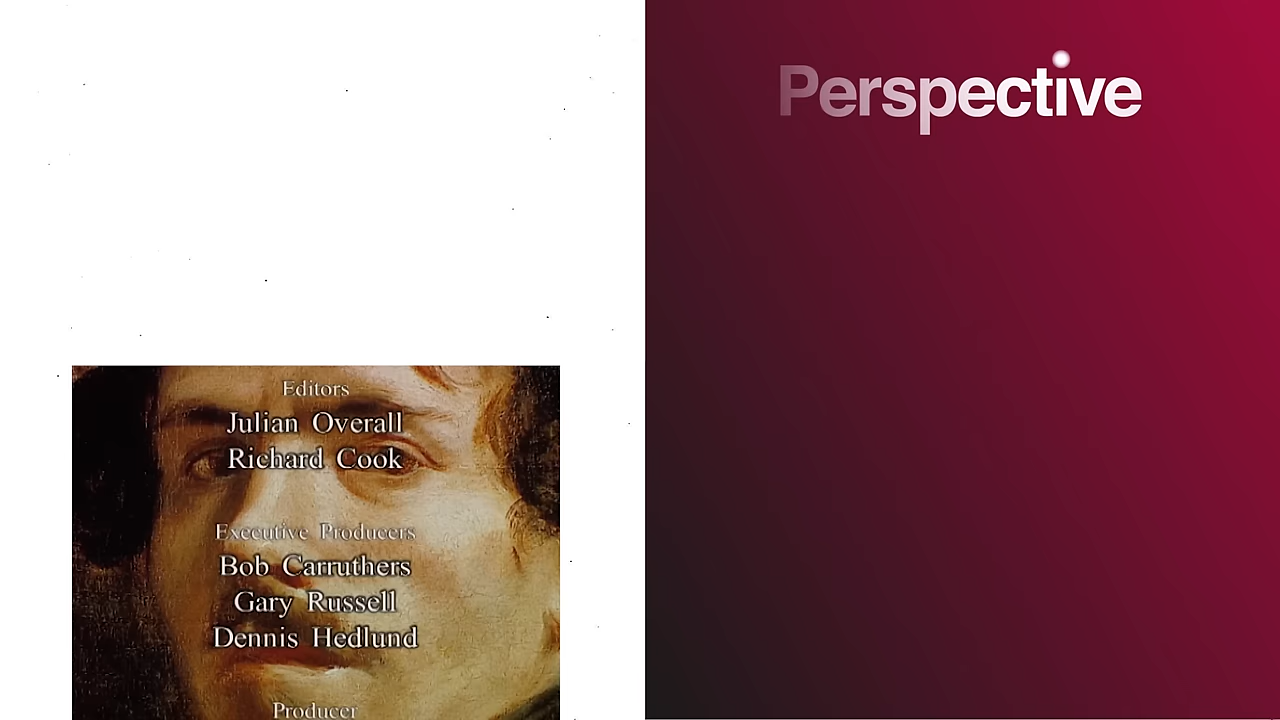 Perspective
Editors
Julian Overall
Richard Cook
Executive Producers
Bob Carruthers
Gary Russell
Dennis Hedlund
Producer